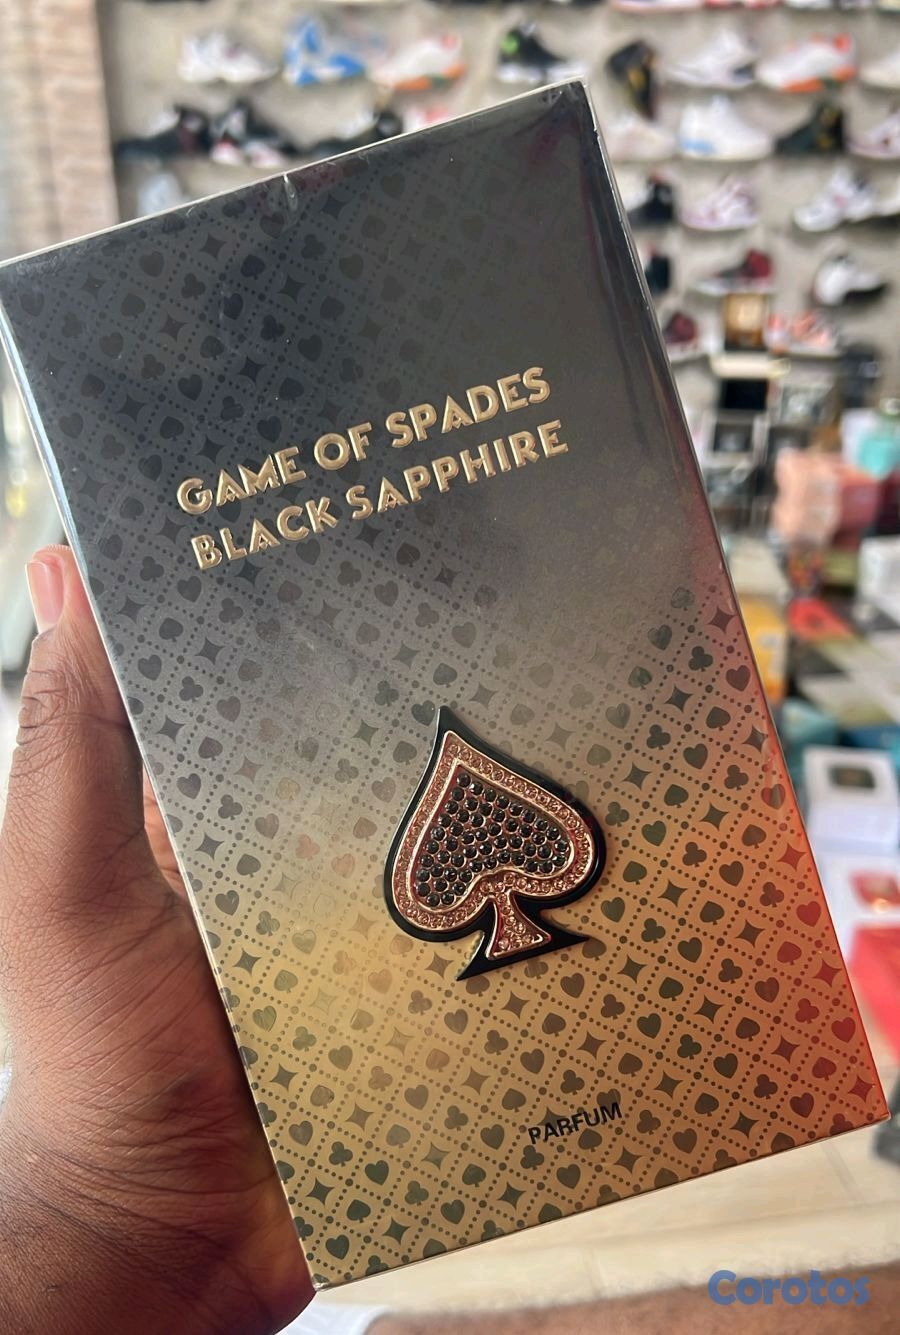 GAME OF SPADES
BLACK SAPPHIRE
PARFUM
Corotos